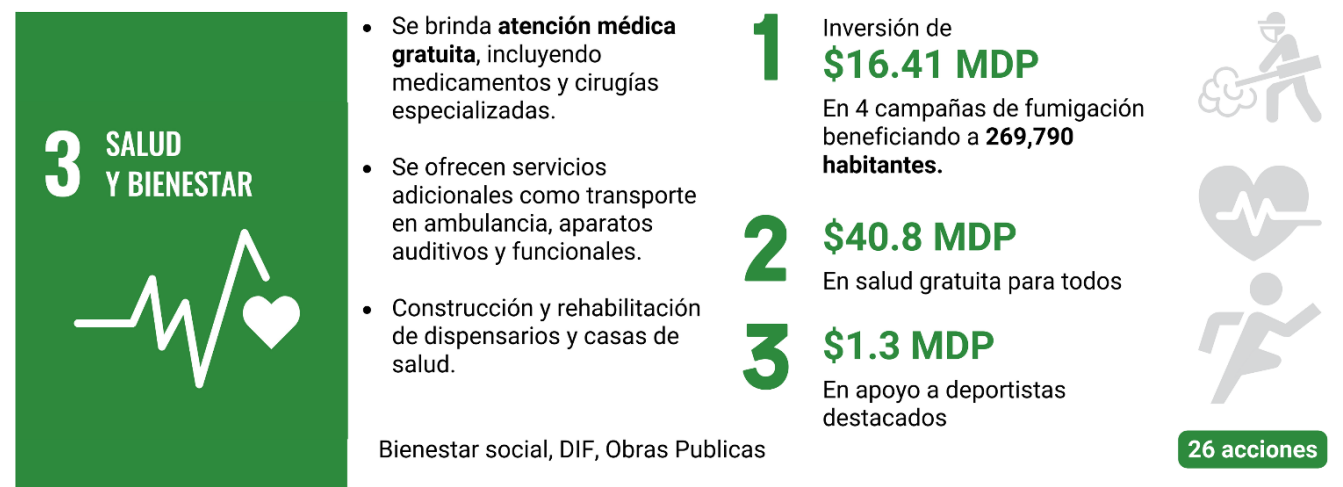 3 SALUD
Y BIENESTAR
• Se brinda atención médica
gratuita, incluyendo
medicamentos y cirugías
especializadas.
• Se ofrecen servicios
adicionales como transporte
en ambulancia, aparatos
auditivos y funcionales.
• Construcción y rehabilitación
de dispensarios y casas de
salud.
Bienestar social, DIF, Obras Publicas
1 Inversión de
$16.41 MDP
En 4 campañas de fumigación
beneficiando a 269,790
habitantes.
2 $40.8 MDP
En salud gratuita para todos
3 $1.3 MDP
En apoyo a deportistas
destacados
26 acciones